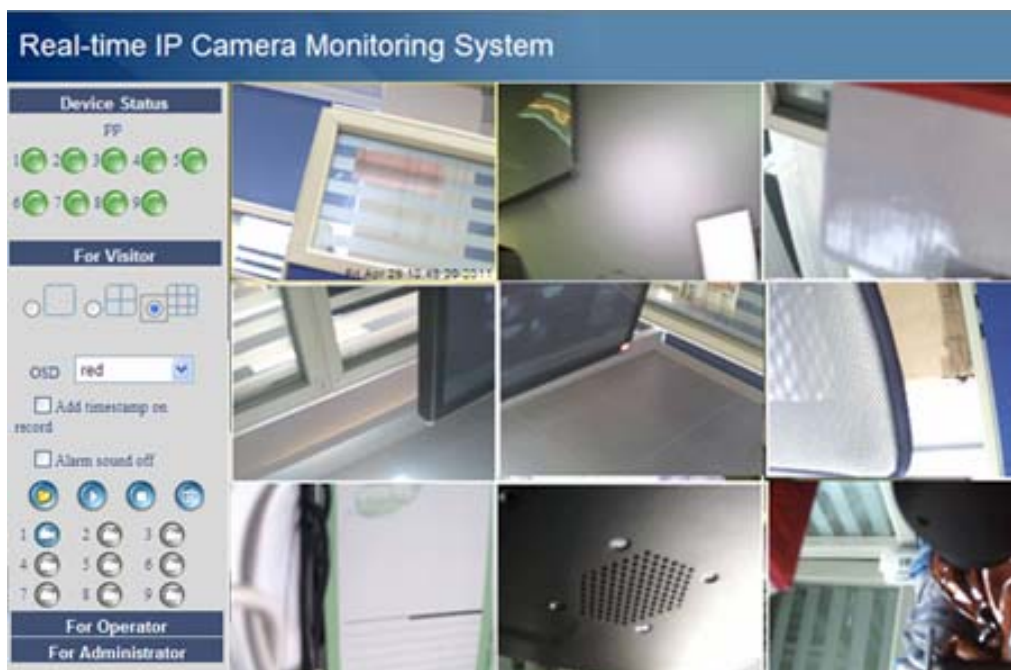 Real-time IP Camera Monitoring System
Device Status
PP
1 2 3 4 5
6 7 8 9
For Visitor
OSD red
Add timestamp on
record
Alarm sound off
1 2 3
4 5 6
7 8 9
For Operator
For Administrator